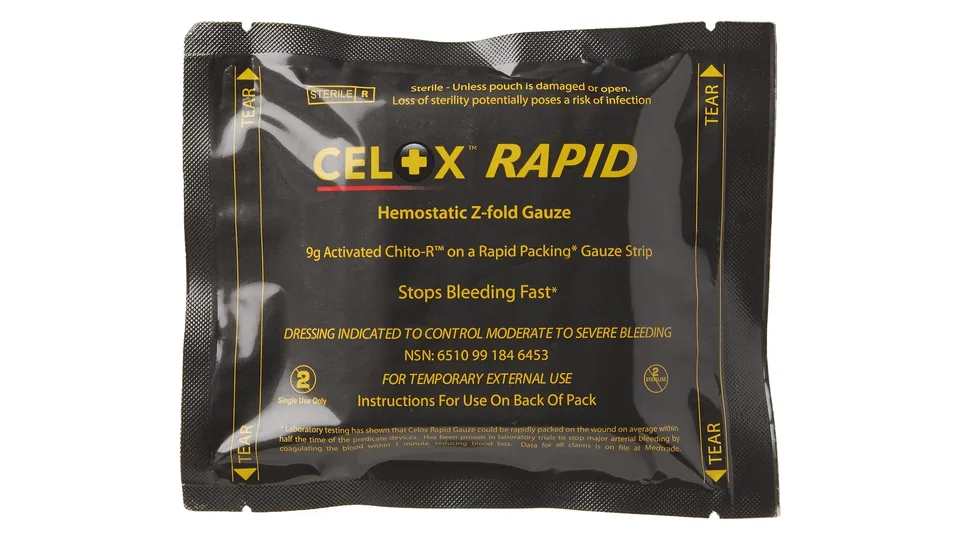 TEAR
TEAR
STERILE R
Sterile - Unless pouch is damaged or open.
Loss of sterility potentially poses a risk of infection
CELOX™ RAPID
Hemostatic Z-fold Gauze
9g Activated Chito-R™ on a Rapid Packing* Gauze Strip
Stops Bleeding Fast*
DRESSING INDICATED TO CONTROL MODERATE TO SEVERE BLEEDING
NSN: 6510 99 184 6453
FOR TEMPORARY EXTERNAL USE
Instructions For Use On Back Of Pack
2
Single Use Only
2
STERILISE
* Laboratory testing has shown that Celox Rapid Gauze could be rapidly packed on the wound on average within
half the time of the predicate devices. Has been proven in laboratory trials to stop major arterial bleeding by
coagulating the blood within 1 minute, reducing blood loss. Data for all claims is on file at Medtrade.
TEAR
TEAR